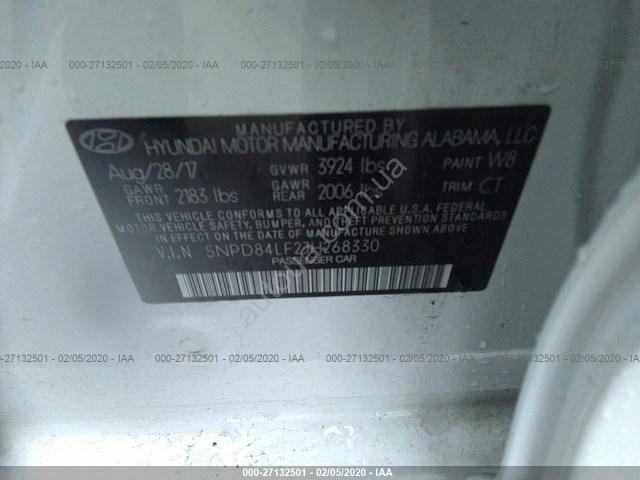 000-27132501 - 02/05/2020 - IAA
MANUFACTURED BY
HYUNDAI MOTOR MANUFACTURING ALABAMA, LLC
Aug/28/17 GVWR 3924 lbs PAINT W8
GAWR FRONT 2183 lbs GAWR REAR 2006 lbs TRIM CT
THIS VEHICLE CONFORMS TO ALL APPLICABLE U.S.A. FEDERAL
MOTOR VEHICLE SAFETY, BUMPER, AND THEFT PREVENTION
STANDARDS IN EFFECT ON THE DATE OF MANUFACTURE SHOWN ABOVE.
V.I.N
PASSENGER CAR
000-27132501 - 02/05/2020 - IAA
000-27132501 - 02/05/2020 - IAA